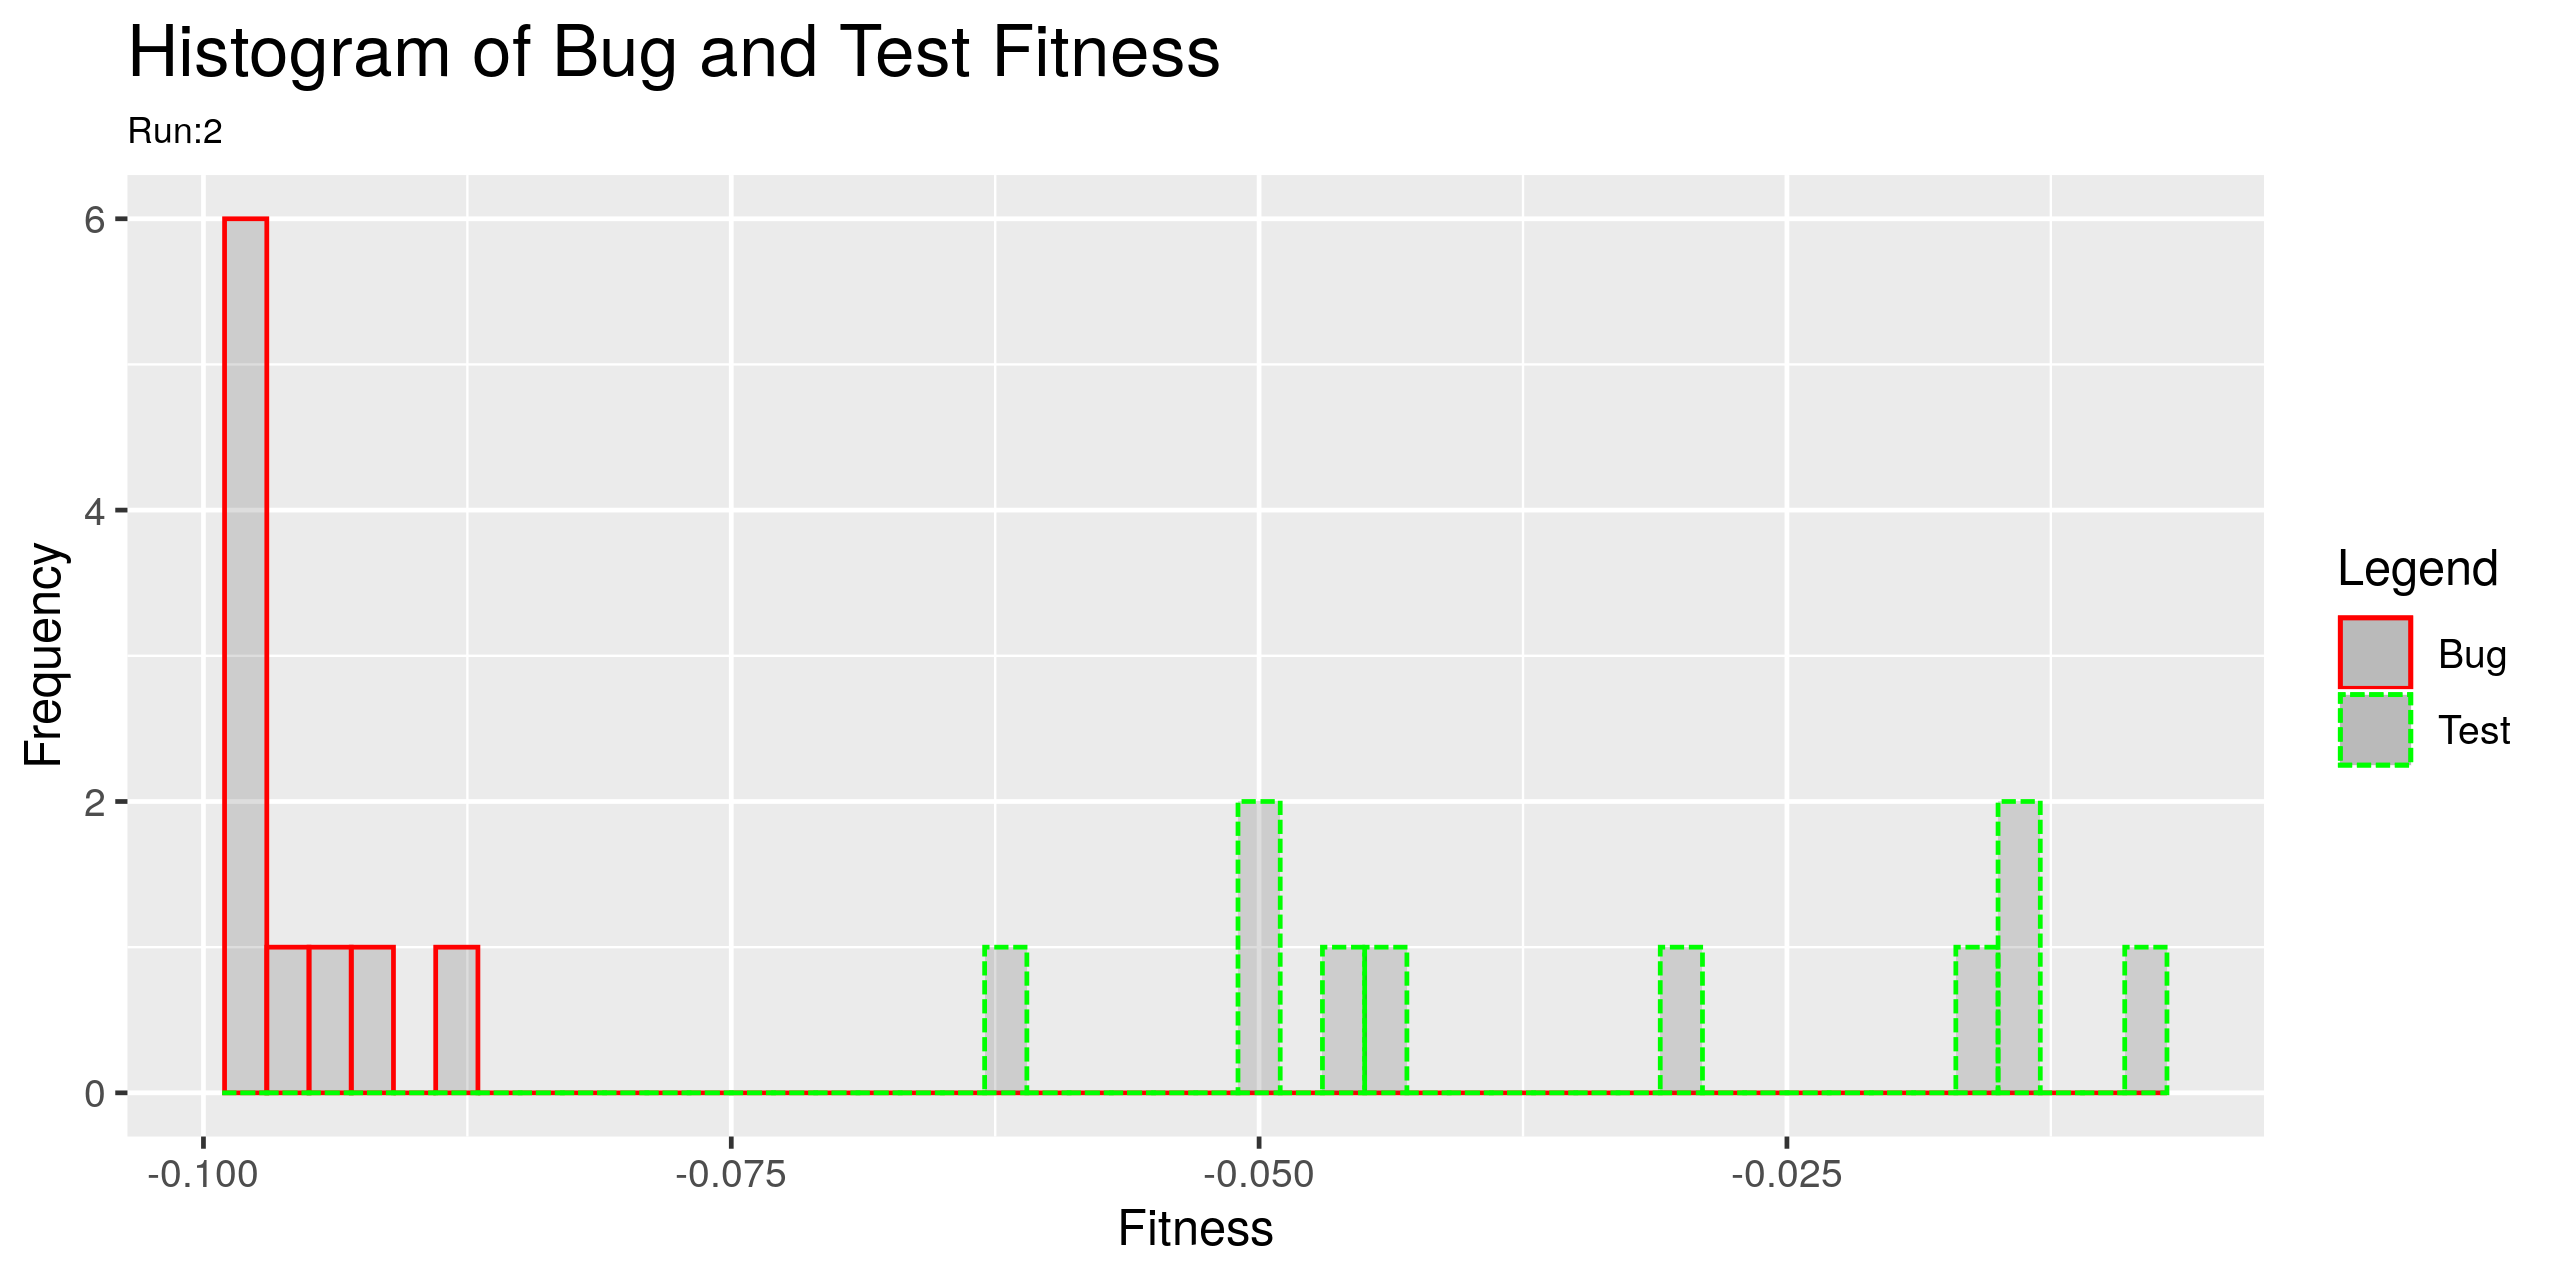 Histogram of Bug and Test Fitness
Run:2
6
4
2
0
Frequency
-0.100
-0.075
-0.050
-0.025
Fitness
Legend
Bug
Test